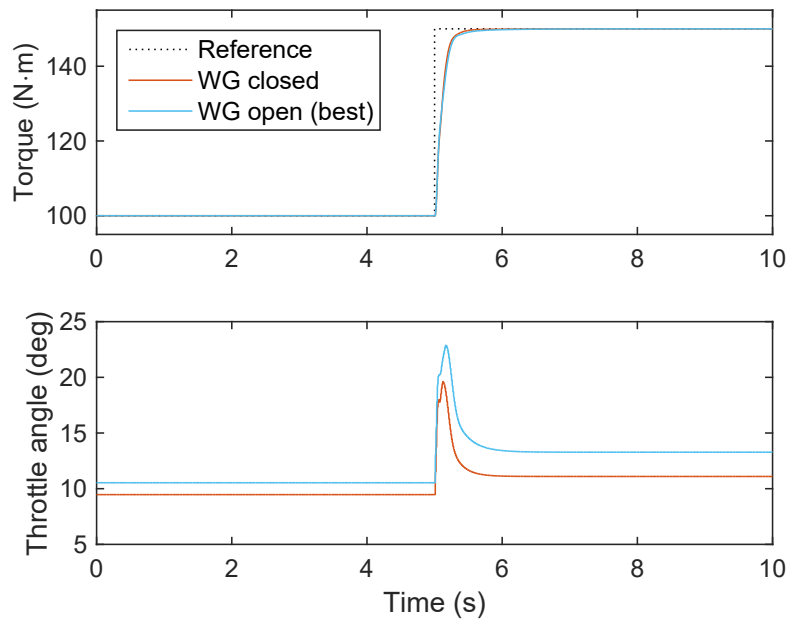 Torque (N·m)
140
120
100
Reference
WG closed
WG open (best)
0 2 4 6 8 10
Throttle angle (deg)
25
20
15
10
5
0 2 4 6 8 10
Time (s)